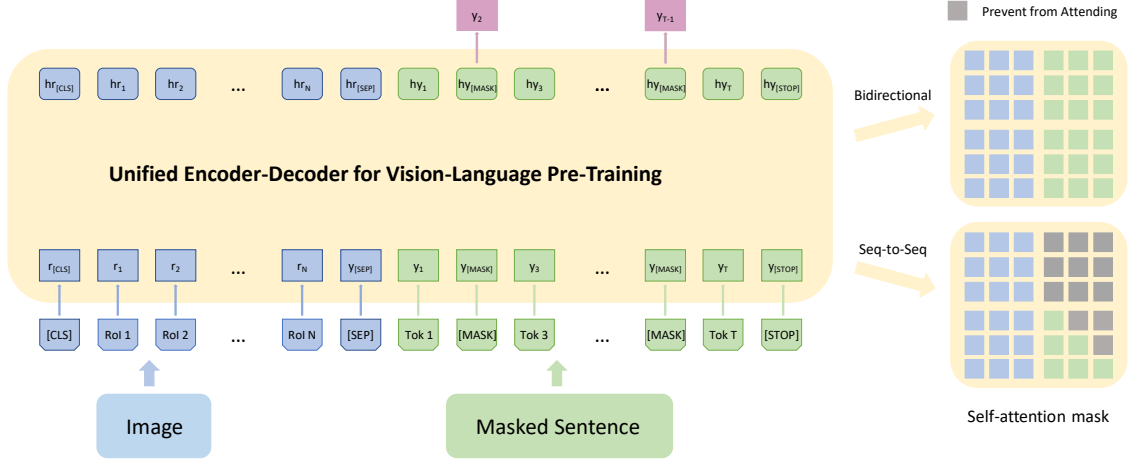 y2 yT-1 Prevent from Attending
hr[CLS] hr1 hr2 ... hrN hr[SEP] hy1 hy[MASK] hy3 ... hy[MASK] hyT hy[STOP]
Bidirectional
Unified Encoder-Decoder for Vision-Language Pre-Training
Seq-to-Seq
r[CLS] r1 r2 ... rN y[SEP] y1 y[MASK] y3 ... y[MASK] yT y[STOP]
[CLS] RoI 1 RoI 2 ... RoI N [SEP] Tok 1 [MASK] Tok 3 ... [MASK] Tok T [STOP]
Image Masked Sentence
Self-attention mask